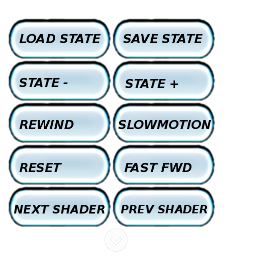 LOAD STATE SAVE STATE
STATE - STATE +
REWIND SLOWMOTION
RESET FAST FWD
NEXT SHADER PREV SHADER